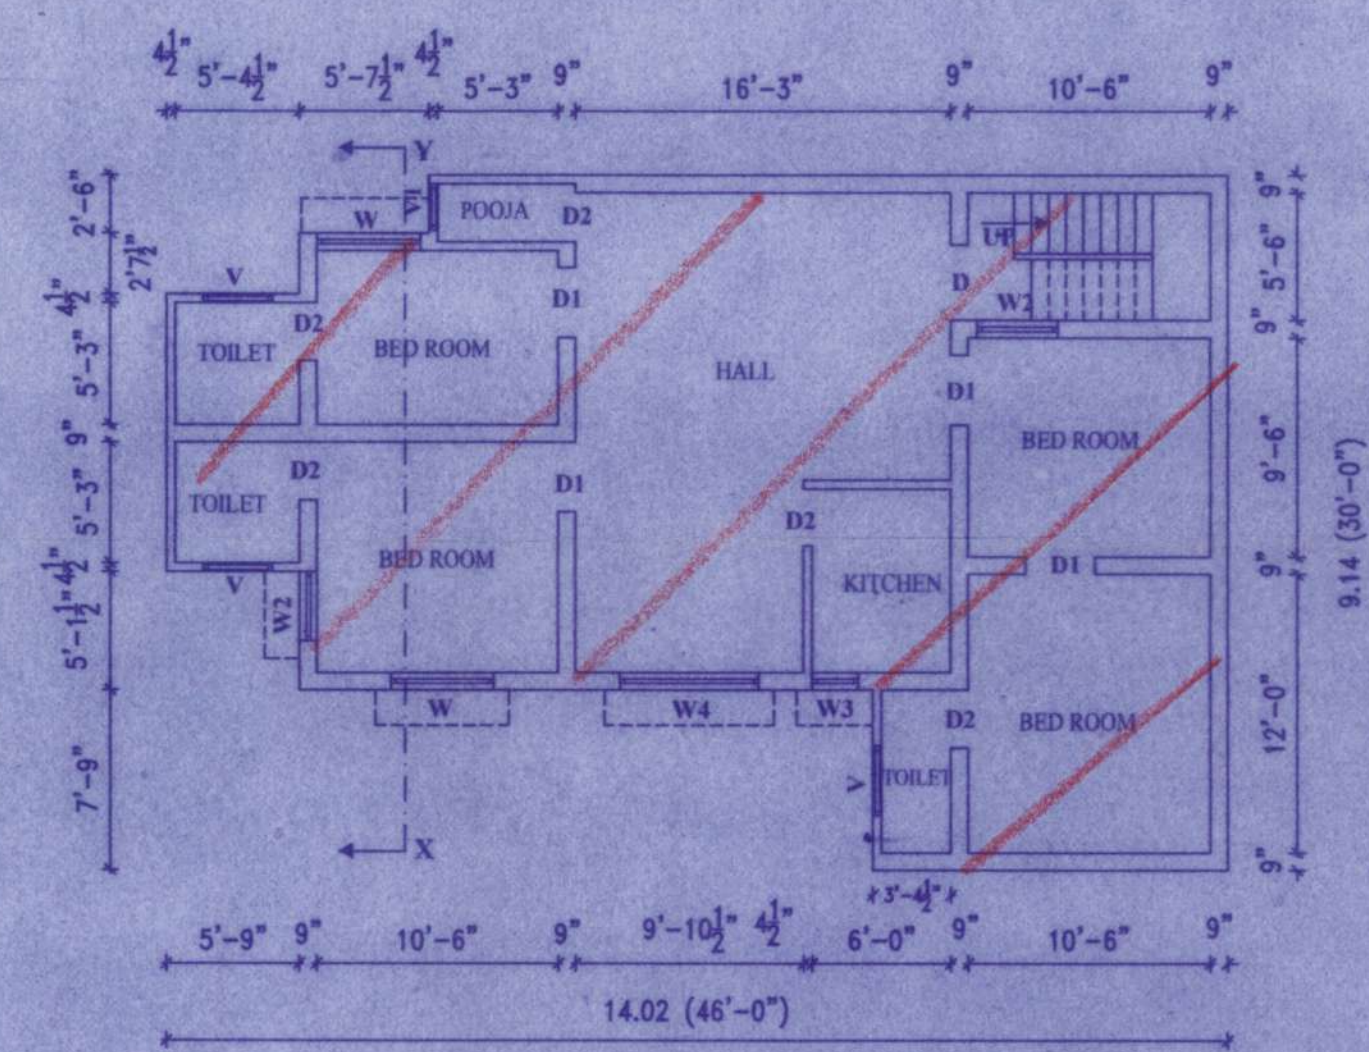 4½" 5'-4½" 5'-7½" 4½" 5'-3" 9" 16'-3" 9" 10'-6" 9"
Y
2'-6"
2'7½"
4½"
5'-3"
9"
5'-3"
4½"
5'-1½"
7'-9"
W V1 POOJA D2
UP
V D1 D W2
D2
TOILET BED ROOM HALL
D1
BED ROOM
D2 D1
TOILET D2
BED ROOM KITCHEN D1
V W2
W W4 W3 D2 BED ROOM
V TOILET
X
9"
5'-6"
9"
9'-6"
9"
12'-0"
9"
9.14 (30'-0")
3'-4½"
5'-9" 9" 10'-6" 9" 9'-10½" 4½" 6'-0" 9" 10'-6" 9"
14.02 (46'-0")